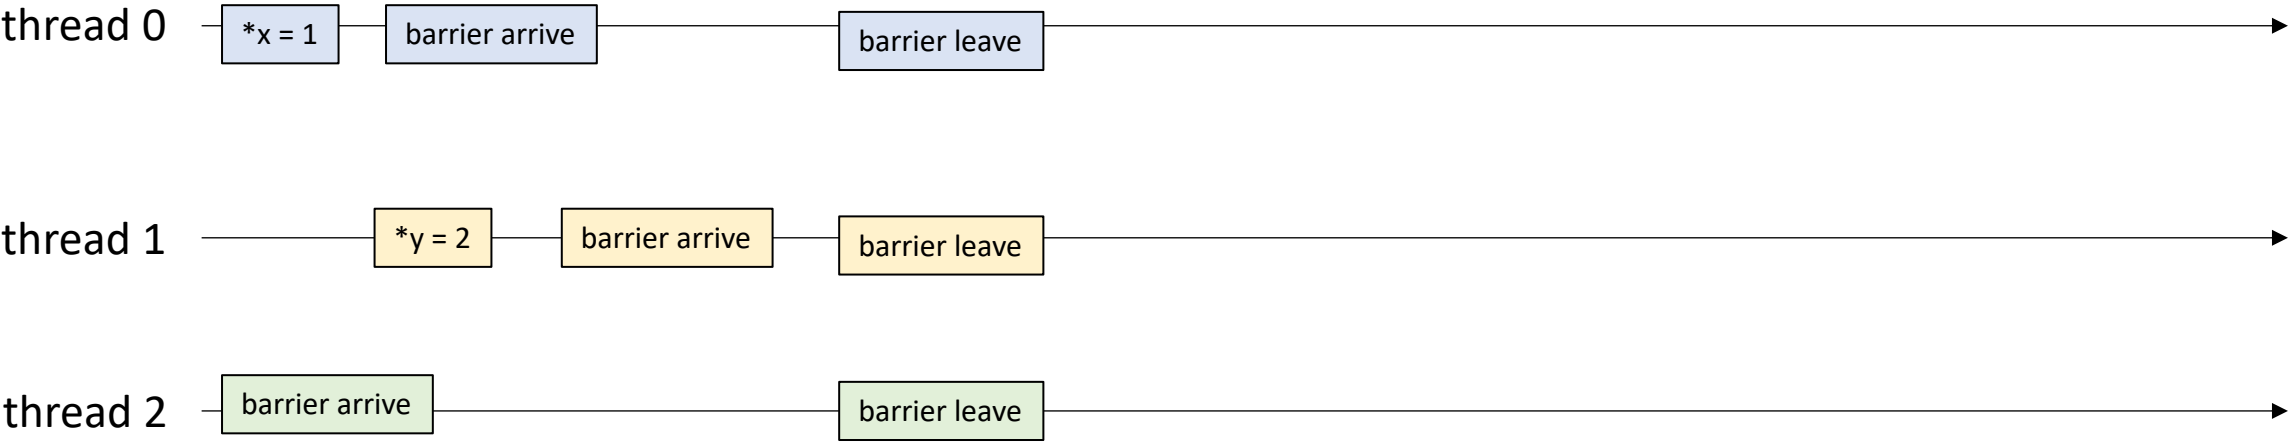 thread 0
*x = 1
barrier arrive
barrier leave
thread 1
*y = 2
barrier arrive
barrier leave
thread 2
barrier arrive
barrier leave